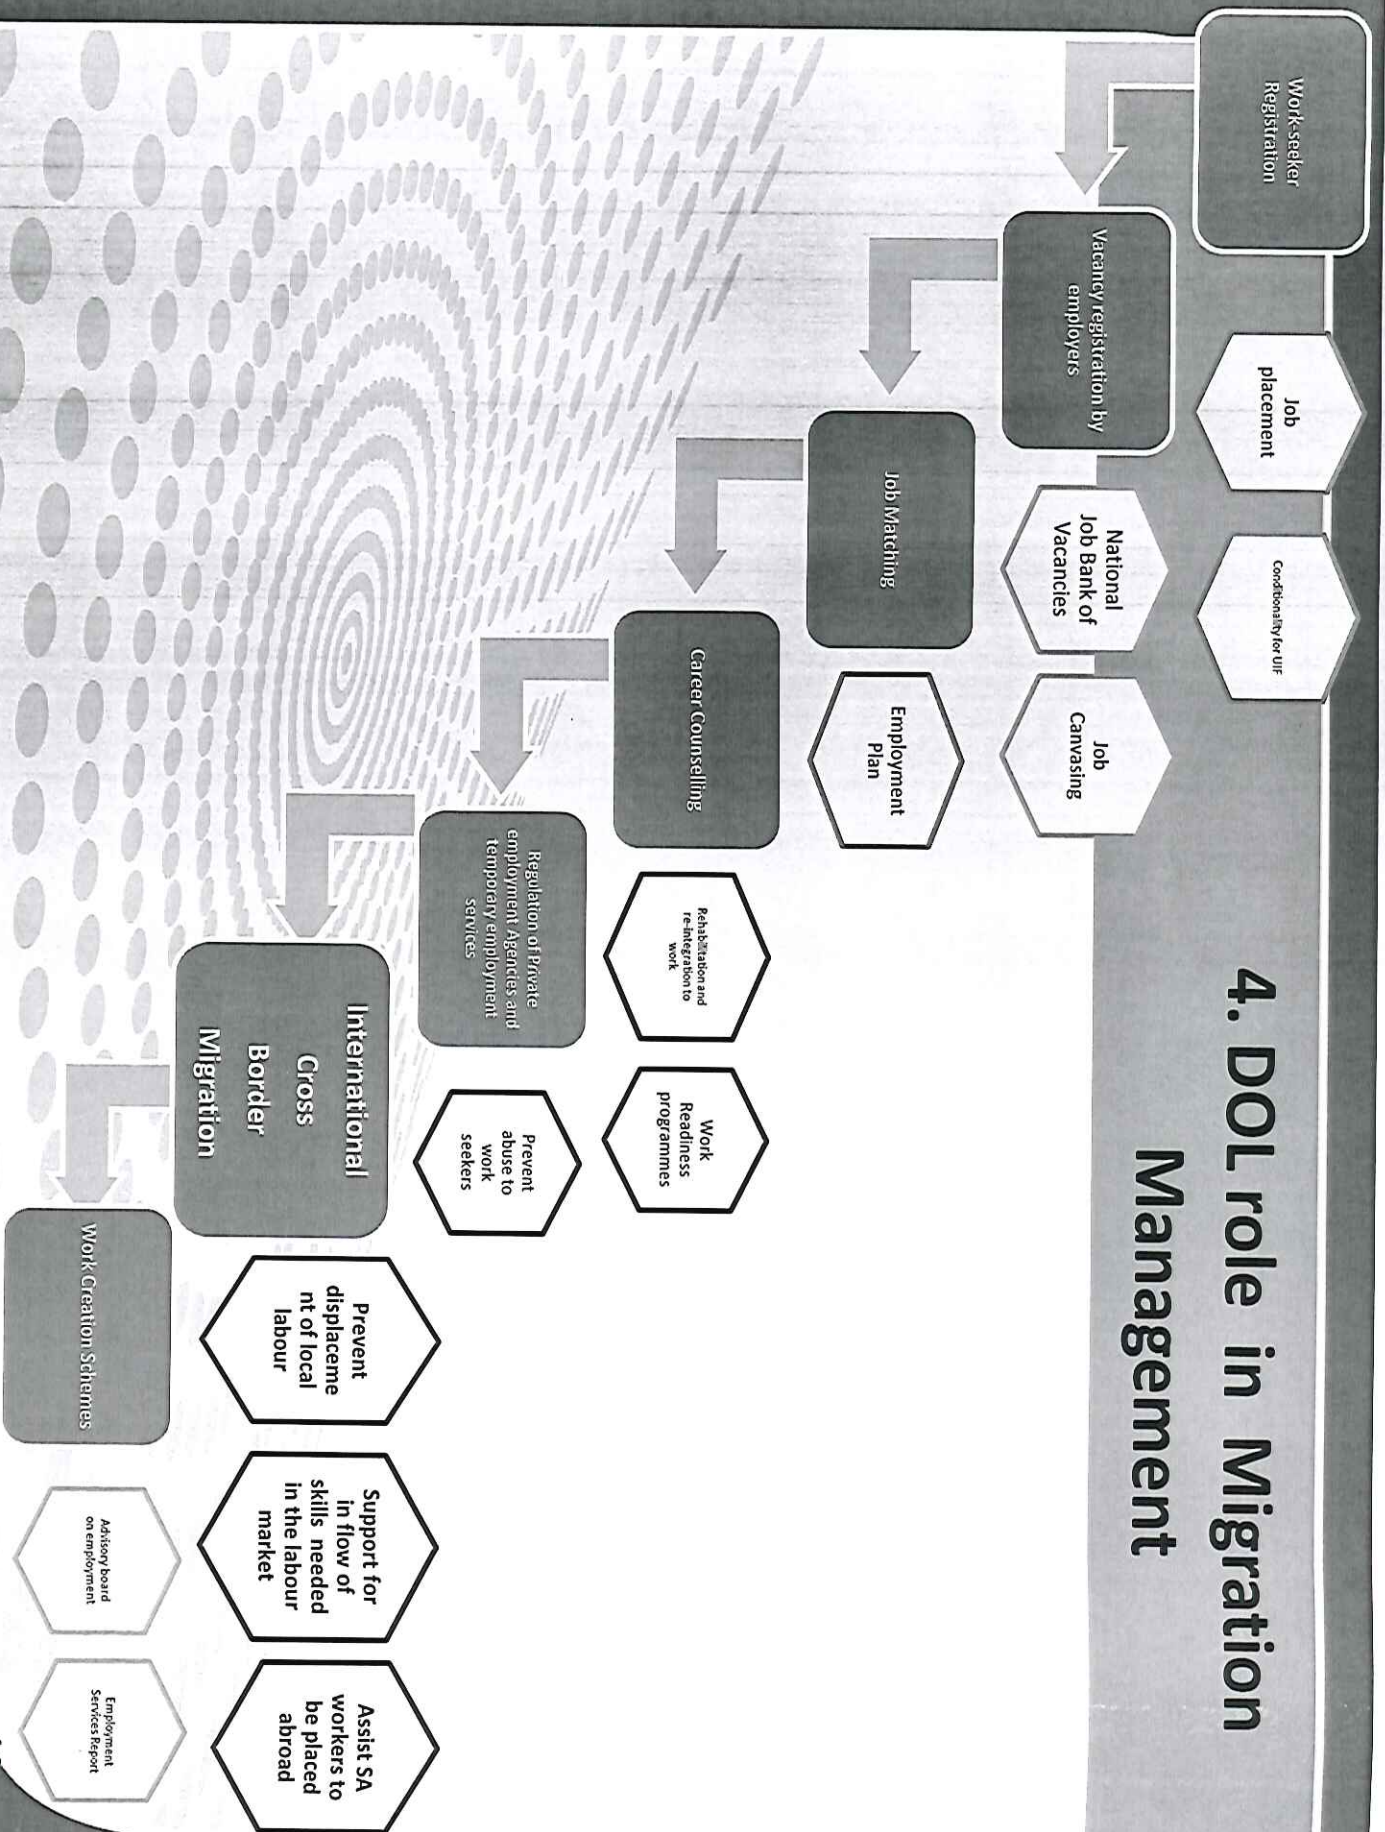 4. DOL role in Migration
Management
Work-seeker
Registration
Job
placement
Conditionality for UIF
Vacancy registration by
employers
National
Job Bank of
Vacancies
Job
Canvasing
Job Matching
Employment
Plan
Career Counselling
Rehabilitation and
re-integration to
work
Work
Readiness
programmes
Regulation of Private
employment Agencies and
temporary employment
services
Prevent
abuse to
work
seekers
International
Cross
Border
Migration
Prevent
displaceme
nt of local
labour
Support for
in flow of
skills needed
in the labour
market
Assist SA
workers to
be placed
abroad
Work Creation Schemes
Advisory board
on employment
Employment
Services Report